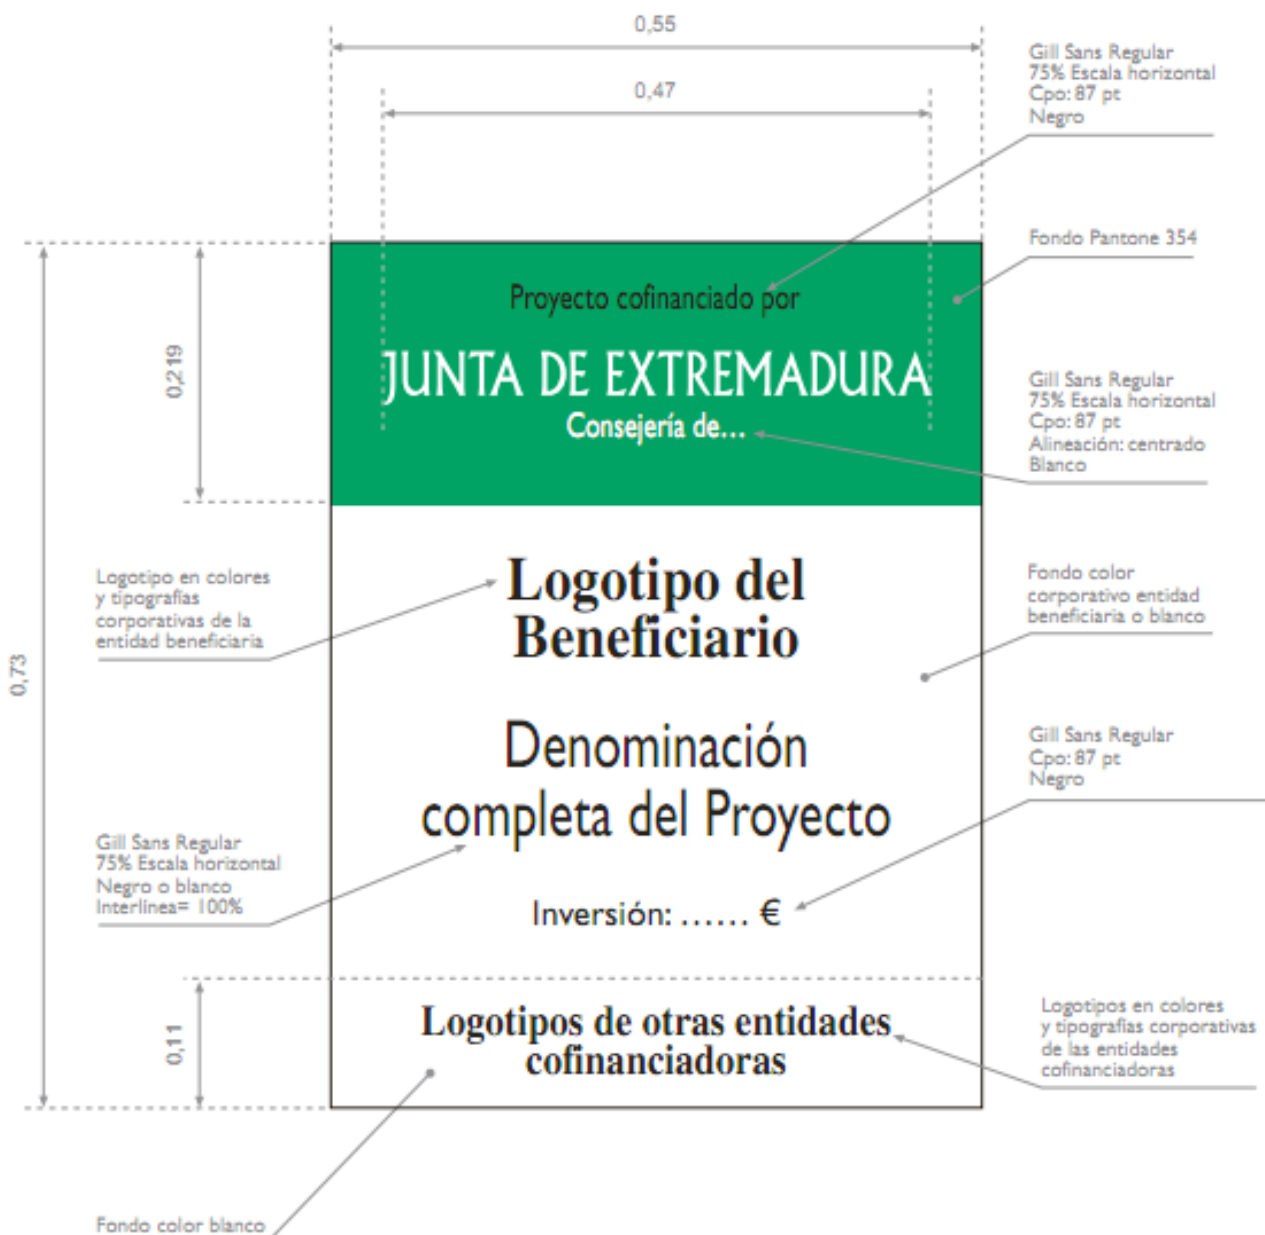 0,55
0,47
Gill Sans Regular
75% Escala horizontal
Cpo: 87 pt
Negro
Fondo Pantone 354
Proyecto cofinanciado por
JUNTA DE EXTREMADURA
Consejería de...
0,219
Gill Sans Regular
75% Escala horizontal
Cpo: 87 pt
Alineación: centrado
Blanco
Logotipo en colores
y tipografías
corporativas de la
entidad beneficiaria
Logotipo del
Beneficiario
Fondo color
corporativo entidad
beneficiaria o blanco
0,73
Denominación
completa del Proyecto
Gill Sans Regular
Cpo: 87 pt
Negro
Gill Sans Regular
75% Escala horizontal
Negro o blanco
Interlínea= 100%
Inversión: ...... €
0,11
Logotipos de otras entidades
cofinanciadoras
Logotipos en colores
y tipografías corporativas
de las entidades
cofinanciadoras
Fondo color blanco